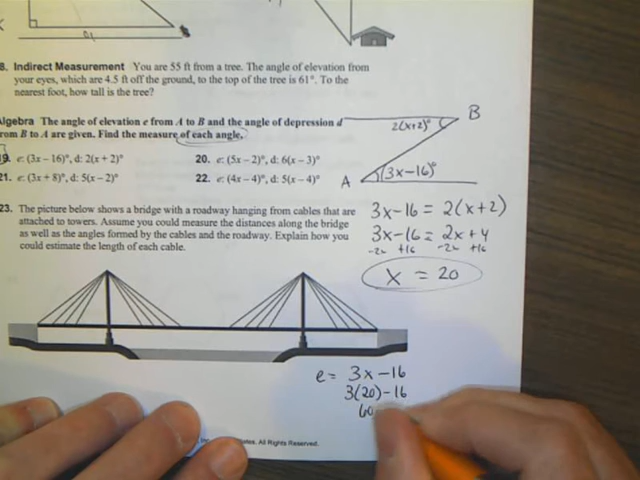 8. Indirect Measurement You are 55 ft from a tree. The angle of elevation from
your eyes, which are 4.5 ft off the ground, to the top of the tree is 61°. To the
nearest foot, how tall is the tree?
B
2(x+2)°
lgebra The angle of elevation e from A to B and the angle of depression d
rom B to A are given. Find the measure of each angle.
19. e: (3x − 16)°, d: 2(x + 2)°
20. e: (5x − 2)°, d: 6(x − 3)°
A
(3x−16)°
21. e: (3x + 8)°, d: 5(x − 2)°
22. e: (4x − 4)°, d: 5(x − 4)°
23. The picture below shows a bridge with a roadway hanging from cables that are
attached to towers. Assume you could measure the distances along the bridge
as well as the angles formed by the cables and the roadway. Explain how you
could estimate the length of each cable.
3x−16 = 2(x+2)
3x−16 = 2x+4
-2x +16 -2x +16
x = 20
e = 3x−16
3(20)−16
60
All Rights Reserved.